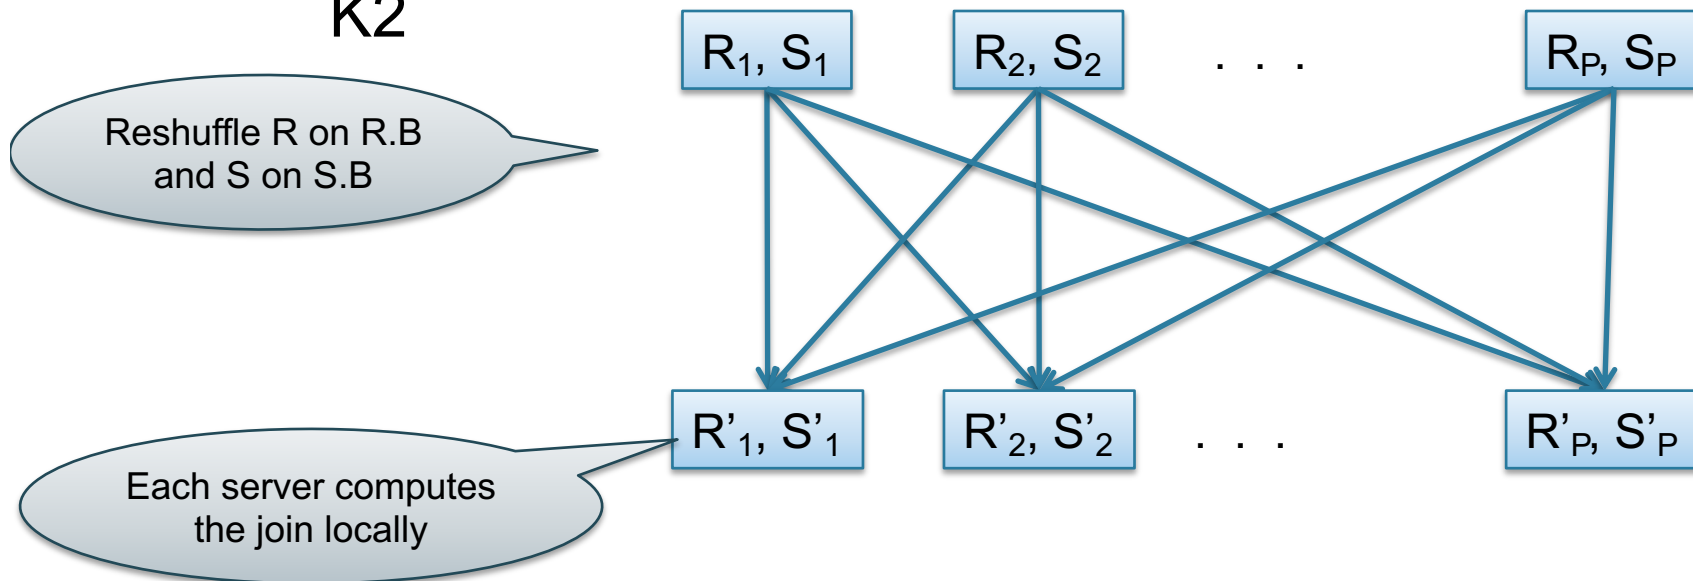 K2
R1, S1
R2, S2
. . .
RP, SP
Reshuffle R on R.B
and S on S.B
R’1, S’1
R’2, S’2
. . .
R’P, S’P
Each server computes
the join locally